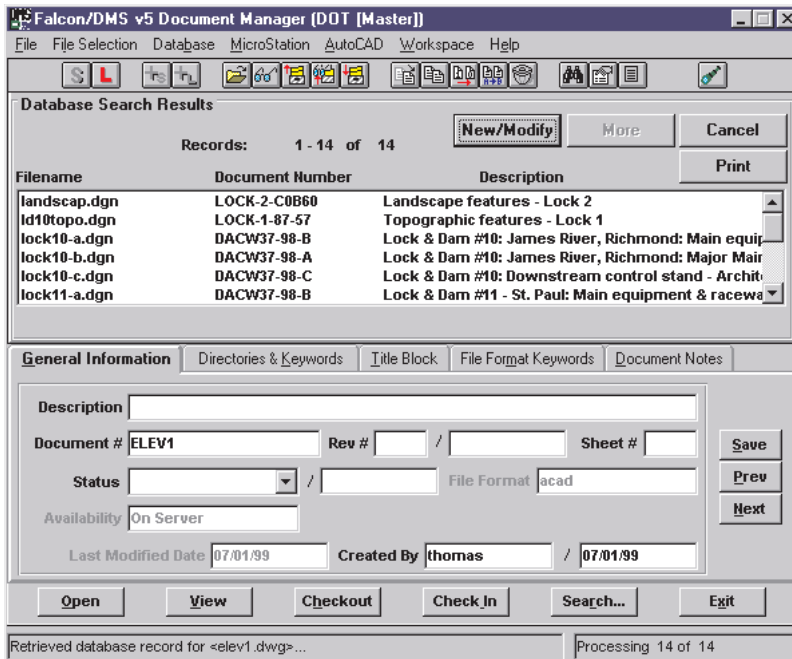 Falcon/DMS v5 Document Manager (DOT [Master])
File File Selection Database MicroStation AutoCAD Workspace Help
S L rs rL
Database Search Results
New/Modify More Cancel
Records: 1 - 14 of 14
Print
Filename Document Number Description
landscap.dgn LOCK-2-C0B60 Landscape features - Lock 2
ld10topo.dgn LOCK-1-87-57 Topographic features - Lock 1
lock10-a.dgn DACW37-98-B Lock & Dam #10: James River, Richmond: Main equip
lock10-b.dgn DACW37-98-A Lock & Dam #10: James River, Richmond: Major Main
lock10-c.dgn DACW37-98-C Lock & Dam #10: Downstream control stand - Archit
lock11-a.dgn DACW37-98-B Lock & Dam #11 - St. Paul: Main equipment & racewa
General Information Directories & Keywords Title Block File Format Keywords Document Notes
Description
Document # ELEV1 Rev # / Sheet #
Save
Status / File Format acad
Prev
Availability On Server
Next
Last Modified Date 07/01/99 Created By thomas / 07/01/99
Open View Checkout Check In Search... Exit
Retrieved database record for <elev1.dwg>... Processing 14 of 14